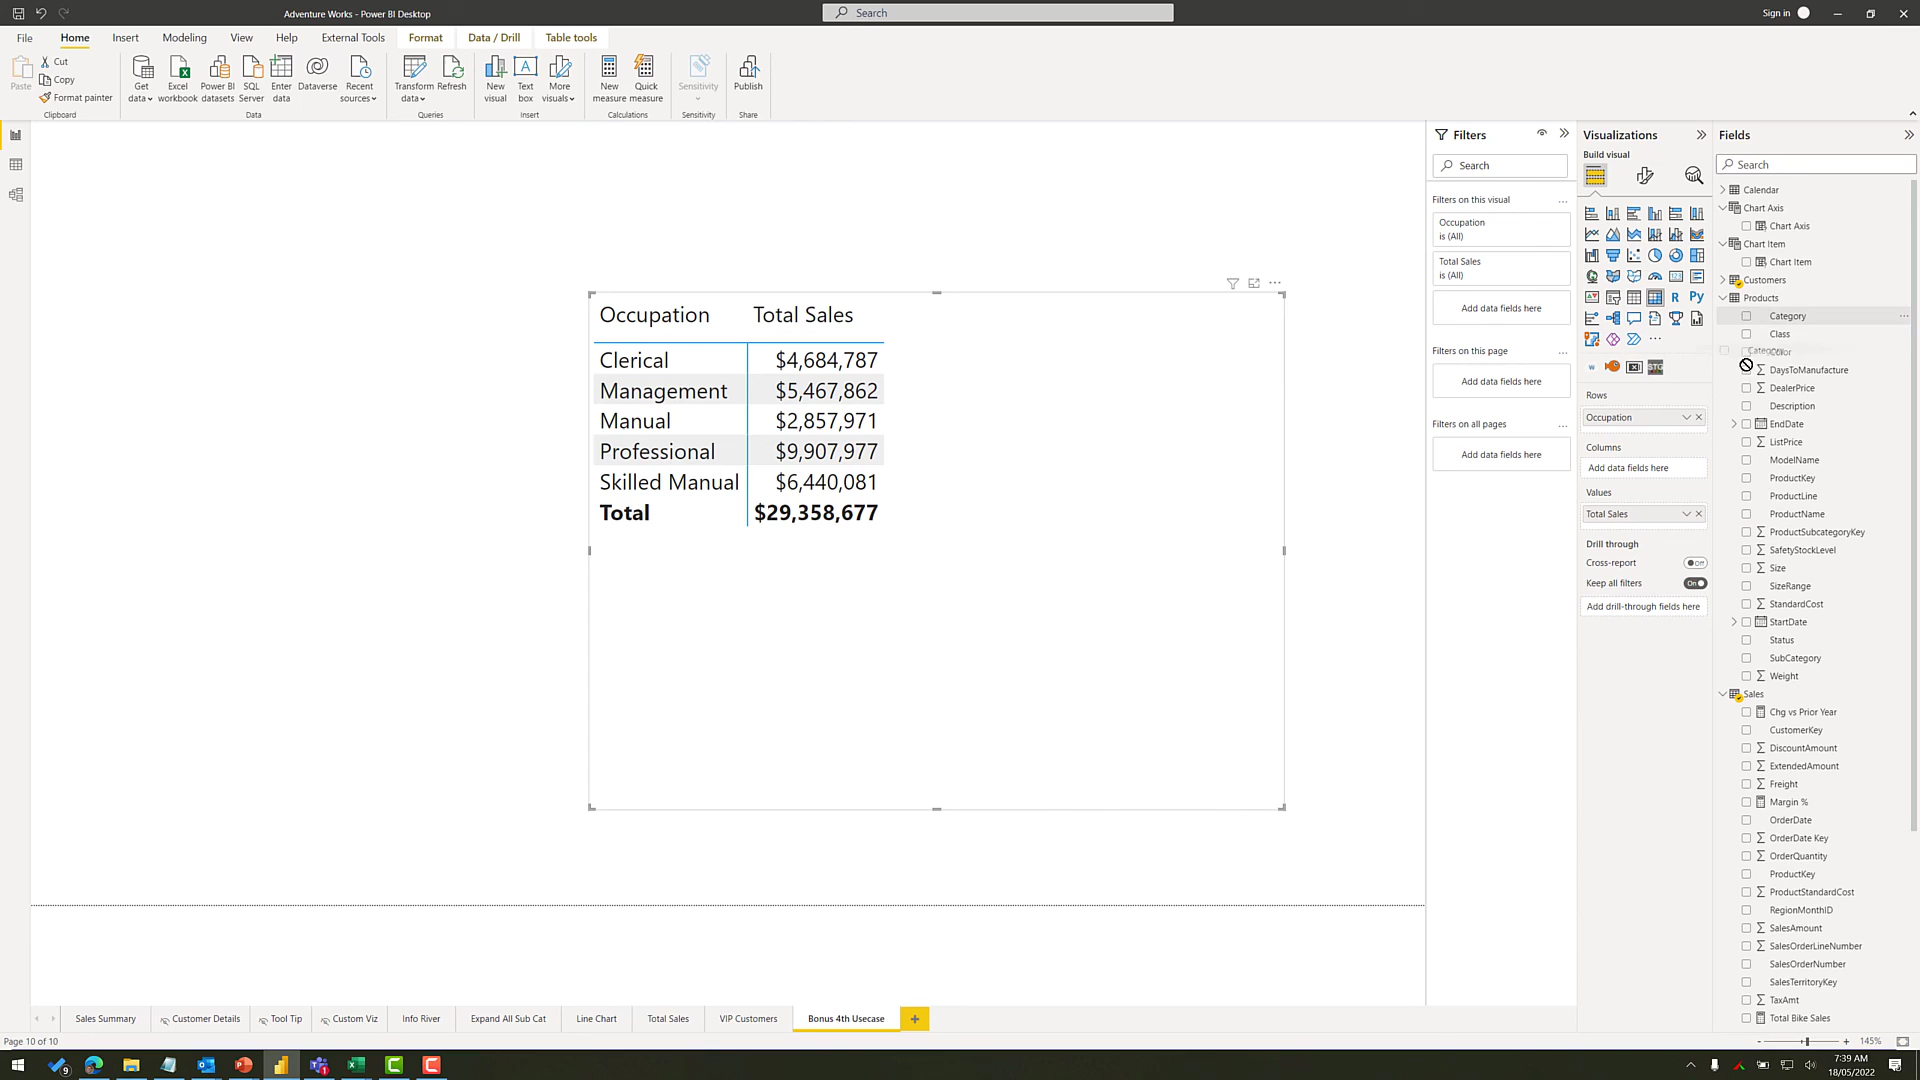 Adventure Works - Power BI Desktop
Search
Sign in
File Home Insert Modeling View Help External Tools Format Data / Drill Table tools
Paste
Cut
Copy
Format painter
Get data
Excel workbook
Power BI datasets
SQL Server
Enter data
Dataverse
Recent sources
Transform data
Refresh
New visual
Text box
More visuals
New measure
Quick measure
Sensitivity
Publish
Clipboard Data Queries Insert Calculations Sensitivity Share
Occupation Total Sales
Clerical $4,684,787
Management $5,467,862
Manual $2,857,971
Professional $9,907,977
Skilled Manual $6,440,081
Total $29,358,677
Filters
Search
Filters on this visual
Occupation
is (All)
Total Sales
is (All)
Add data fields here
Filters on this page
Add data fields here
Filters on all pages
Add data fields here
Visualizations
Build visual
R Py
Rows
Occupation
Columns
Add data fields here
Values
Total Sales
Drill through
Cross-report Off
Keep all filters On
Add drill-through fields here
Fields
Search
Calendar
Chart Axis
Chart Axis
Chart Item
Chart Item
Customers
Products
Category
Class
Category
Color
DaysToManufacture
DealerPrice
Description
EndDate
ListPrice
ModelName
ProductKey
ProductLine
ProductName
ProductSubcategoryKey
SafetyStockLevel
Size
SizeRange
StandardCost
StartDate
Status
SubCategory
Weight
Sales
Chg vs Prior Year
CustomerKey
DiscountAmount
ExtendedAmount
Freight
Margin %
OrderDate
OrderDate Key
OrderQuantity
ProductKey
ProductStandardCost
RegionMonthID
SalesAmount
SalesOrderLineNumber
SalesOrderNumber
SalesTerritoryKey
TaxAmt
Total Bike Sales
Sales Summary Customer Details Tool Tip Custom Viz Info River Expand All Sub Cat Line Chart Total Sales VIP Customers Bonus 4th Usecase
Page 10 of 10
145%
7:39 AM
18/05/2022